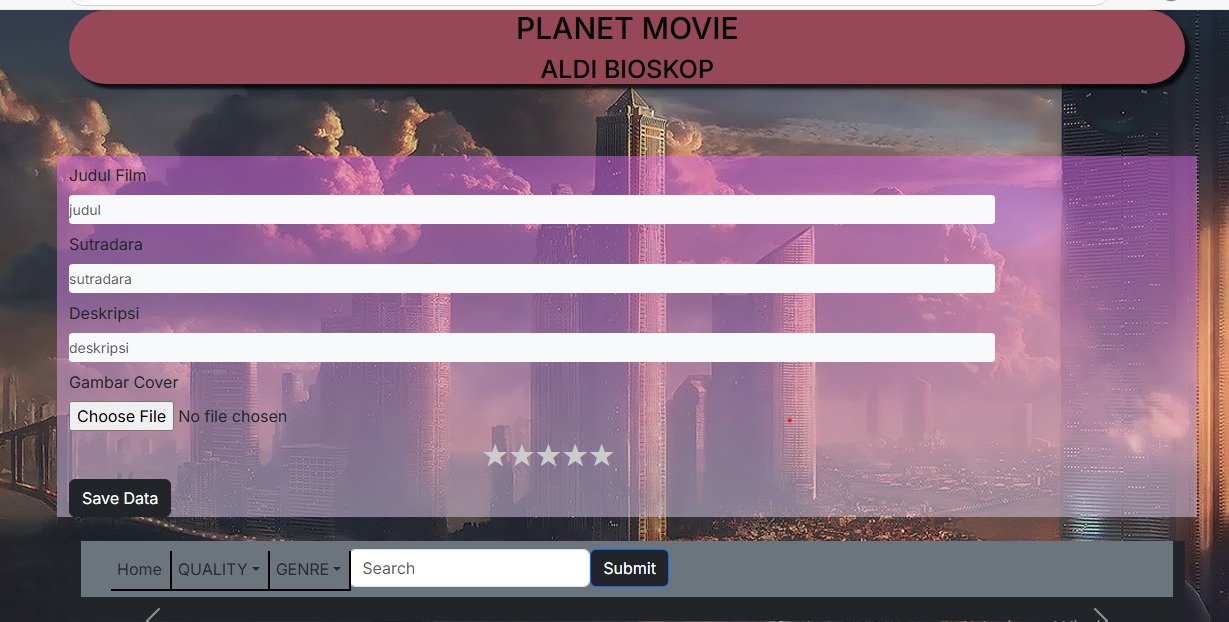 PLANET MOVIE
ALDI BIOSKOP
Judul Film
judul
Sutradara
sutradara
Deskripsi
deskripsi
Gambar Cover
Choose File No file chosen
Save Data
Home QUALITY GENRE Search Submit